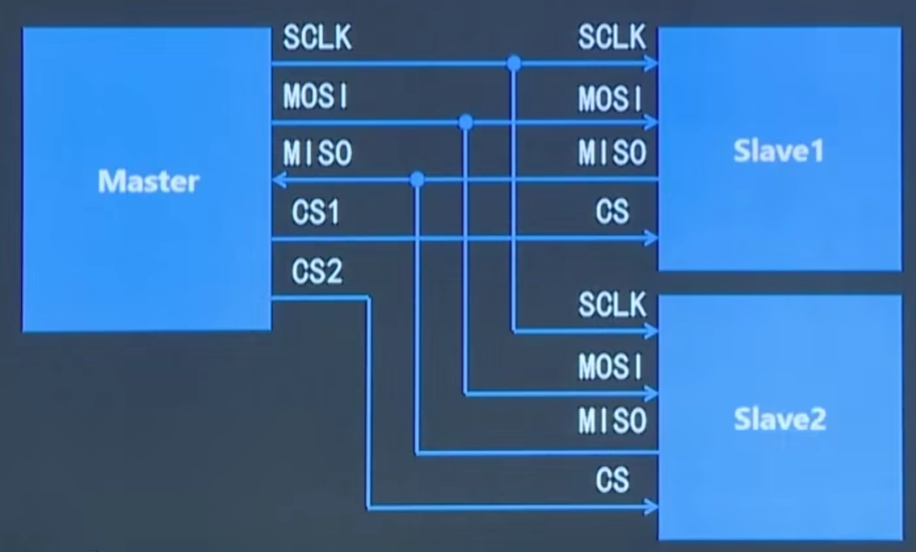 SCLK
MOSI
MISO
CS1
CS2
Master
SCLK
MOSI
MISO
CS
Slave1
SCLK
MOSI
MISO
CS
Slave2